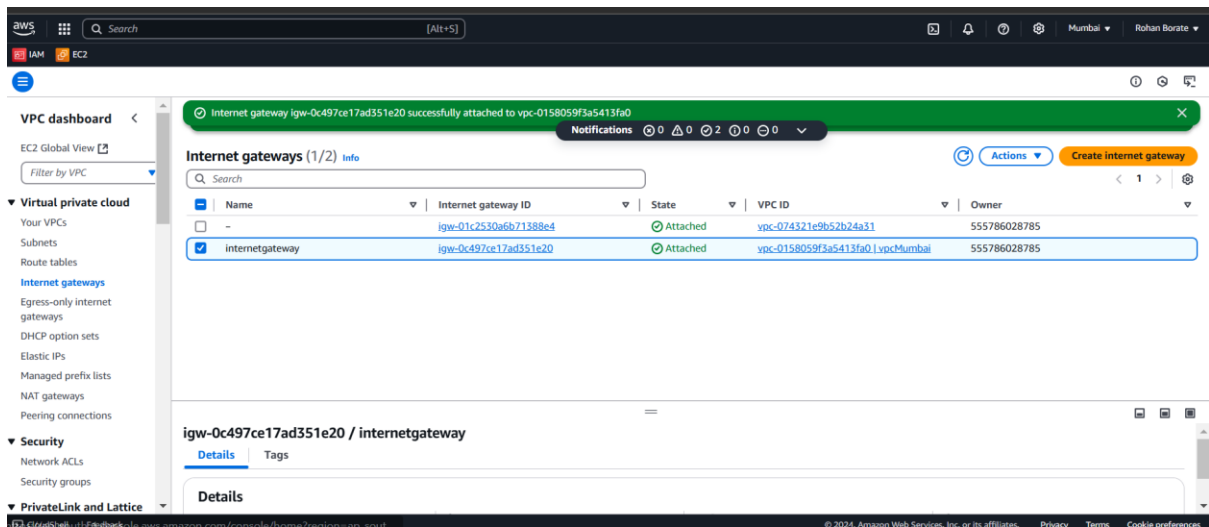 aws
Search [Alt+S] Mumbai Rohan Borate
IAM EC2
VPC dashboard
EC2 Global View
Filter by VPC
Virtual private cloud
Your VPCs
Subnets
Route tables
Internet gateways
Egress-only internet
gateways
DHCP option sets
Elastic IPs
Managed prefix lists
NAT gateways
Peering connections
Security
Network ACLs
Security groups
PrivateLink and Lattice
Internet gateway igw-0c497ce17ad351e20 successfully attached to vpc-0158059f3a5413fa0
Notifications 0 0 2 0 0
Internet gateways (1/2) Info
Actions Create internet gateway
Search
1
Name Internet gateway ID State VPC ID Owner
- igw-01c2530a6b71388e4 Attached vpc-074321e9b52b24a31 555786028785
internetgateway igw-0c497ce17ad351e20 Attached vpc-0158059f3a5413fa0 | vpcMumbai 555786028785
igw-0c497ce17ad351e20 / internetgateway
Details Tags
Details
© 2024, Amazon Web Services, Inc. or its affiliates. Privacy Terms Cookie preferences